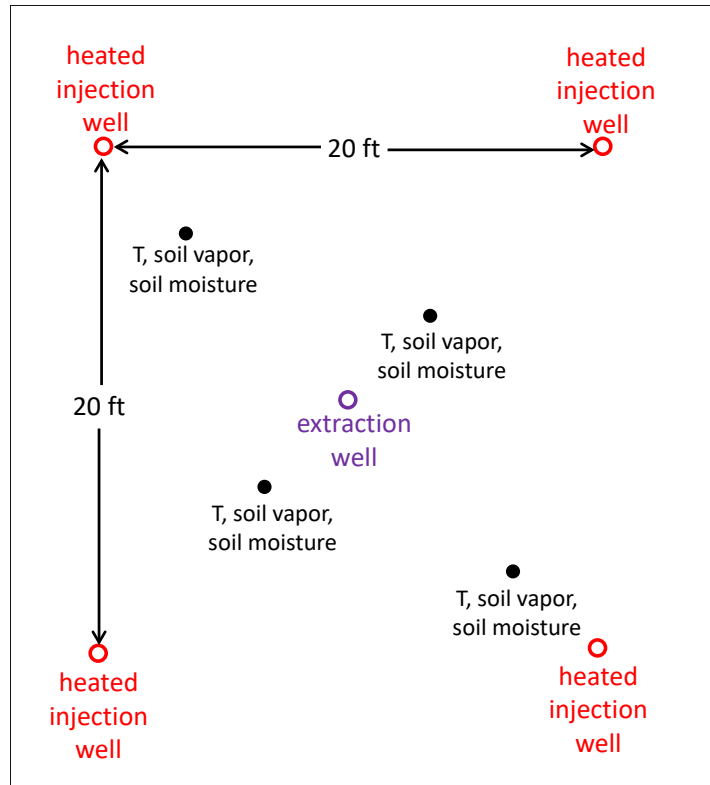 heated
injection
well
heated
injection
well
20 ft
T, soil vapor,
soil moisture
T, soil vapor,
soil moisture
20 ft
extraction
well
T, soil vapor,
soil moisture
T, soil vapor,
soil moisture
heated
injection
well
heated
injection
well